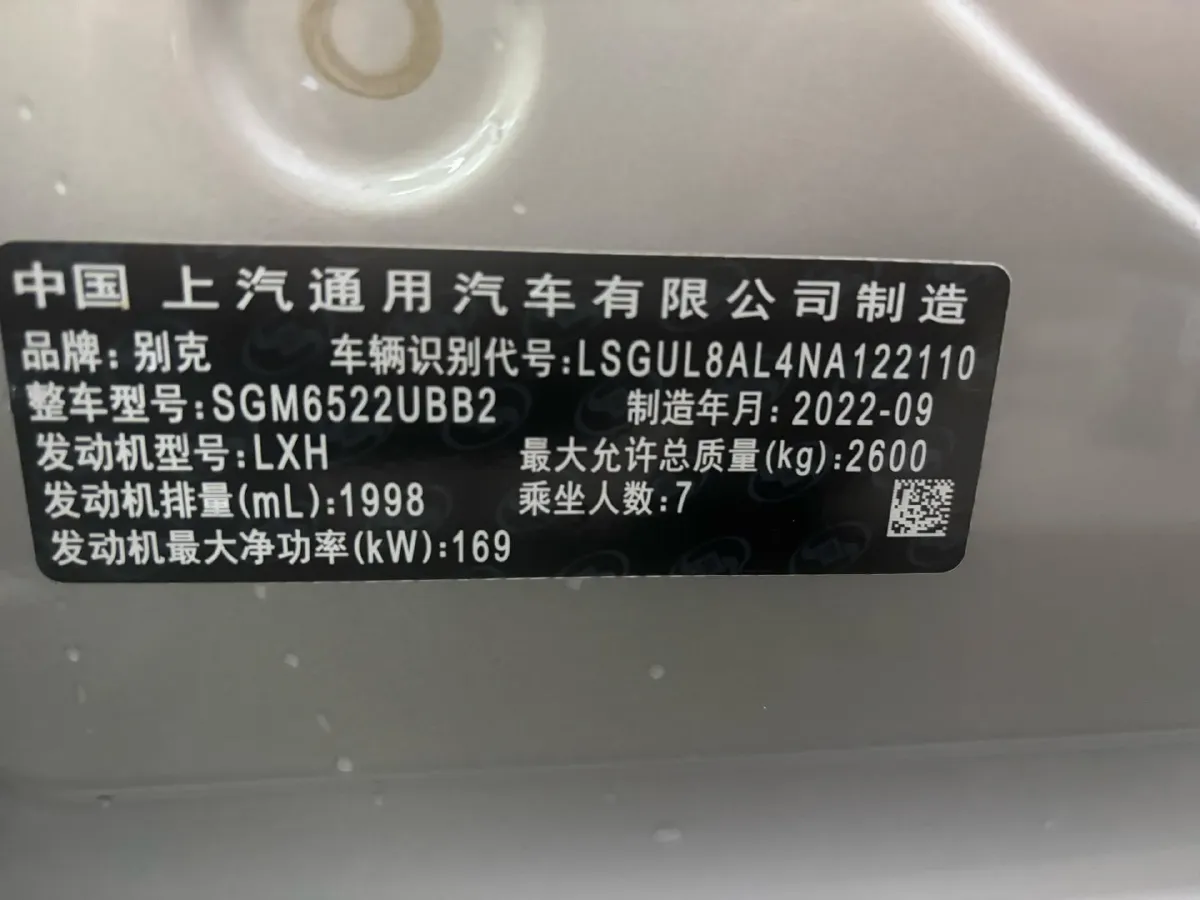 中国 上汽通用汽车有限公司制造
品牌:别克 车辆识别代号:LSGUL8AL4NA122110
整车型号:SGM6522UBB2 制造年月:2022-09
发动机型号:LXH 最大允许总质量(kg):2600
发动机排量(mL):1998 乘坐人数:7
发动机最大净功率(kW):169